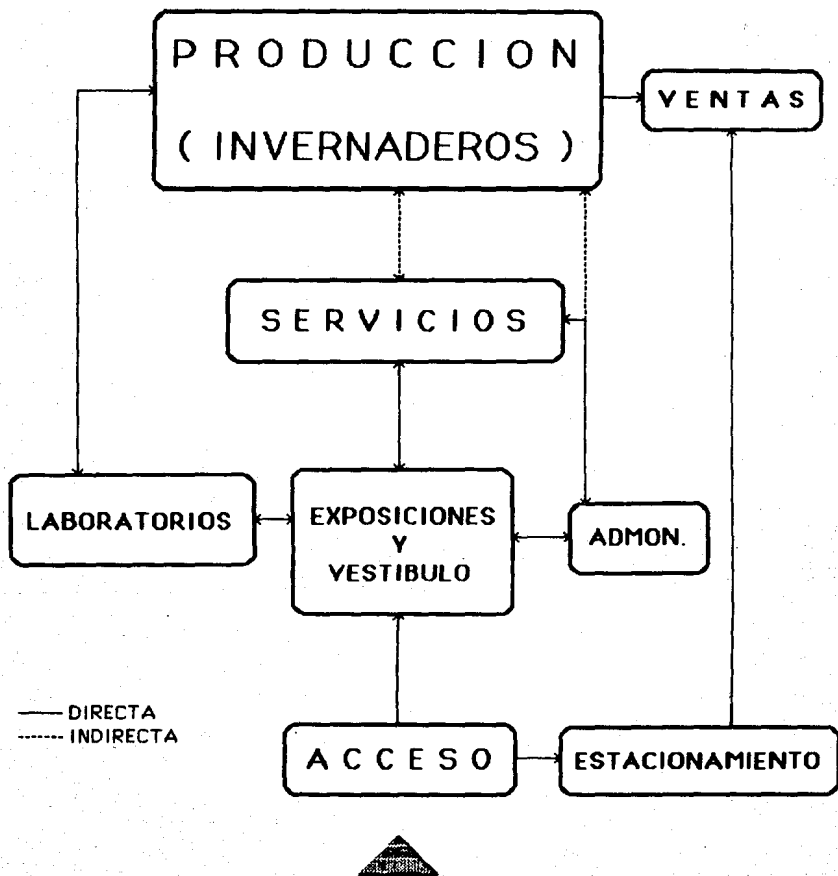 PRODUCCION
( INVERNADEROS )
VENTAS
SERVICIOS
LABORATORIOS
EXPOSICIONES
Y
VESTIBULO
ADMON.
DIRECTA
INDIRECTA
ACCESO
ESTACIONAMIENTO